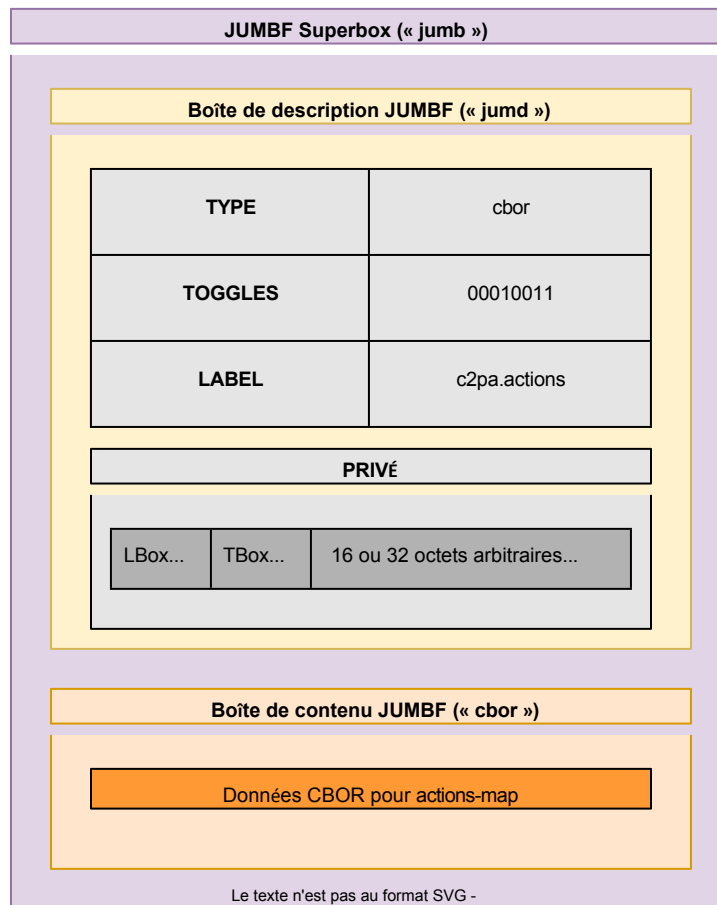 JUMBF Superbox (« jumb »)
Boîte de description JUMBF (« jumd »)
TYPE
cbor
TOGGLES
00010011
LABEL
c2pa.actions
PRIVÉ
LBox...
TBox...
16 ou 32 octets arbitraires...
Boîte de contenu JUMBF (« cbor »)
Données CBOR pour actions-map
Le texte n'est pas au format SVG -